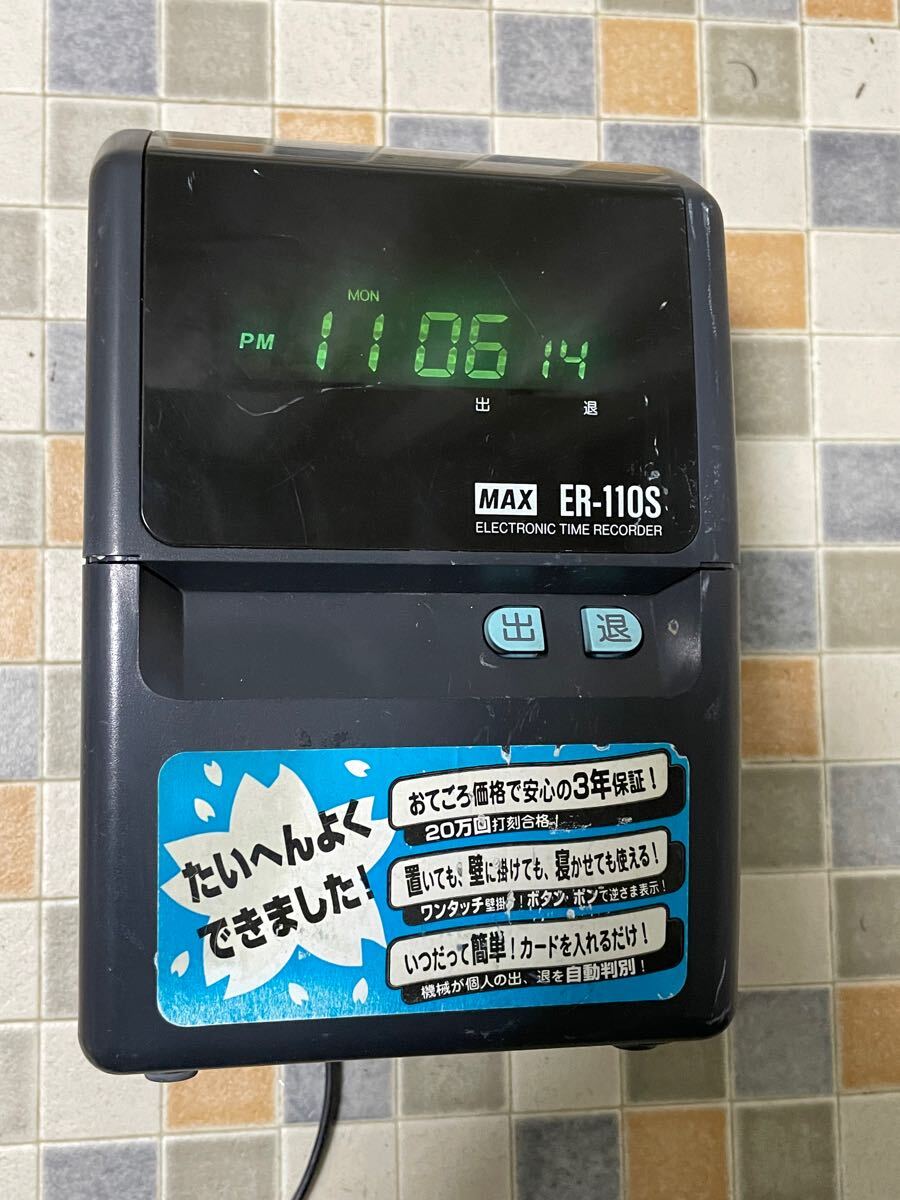 MON
PM 11 06 14
出 退
MAX ER-110S
ELECTRONIC TIME RECORDER
出 退
たいへんよく
できました!
おてごろ価格で安心の3年保証!
20万回打刻合格!
置いても、壁に掛けても、寝かせても使える!
ワンタッチ壁掛け!ボタン・ポンで逆さま表示!
いつだって簡単!カードを入れるだけ!
機械が個人の出、退を自動判別!